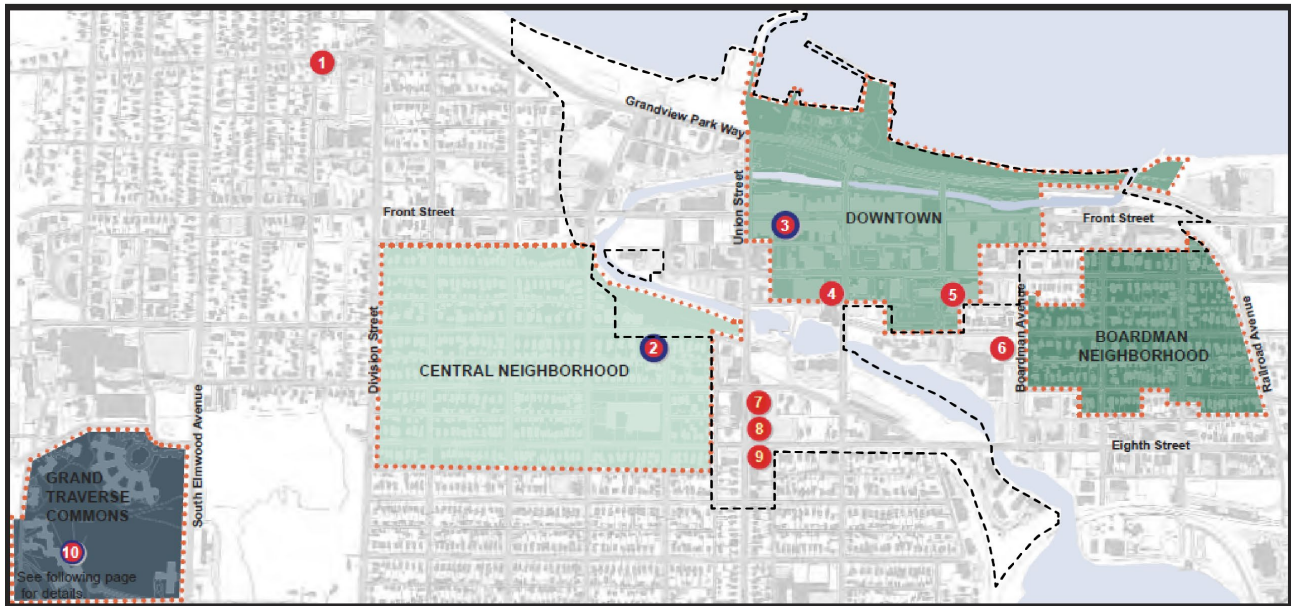 1
Grandview Park Way
Union Street
Front Street
3
DOWNTOWN
Front Street
4
5
Division Street
2
CENTRAL NEIGHBORHOOD
6
Boardman Avenue
BOARDMAN
NEIGHBORHOOD
Railroad Avenue
7
8
9
Eighth Street
South Elmwood Avenue
GRAND
TRAVERSE
COMMONS
10
See following page
for details